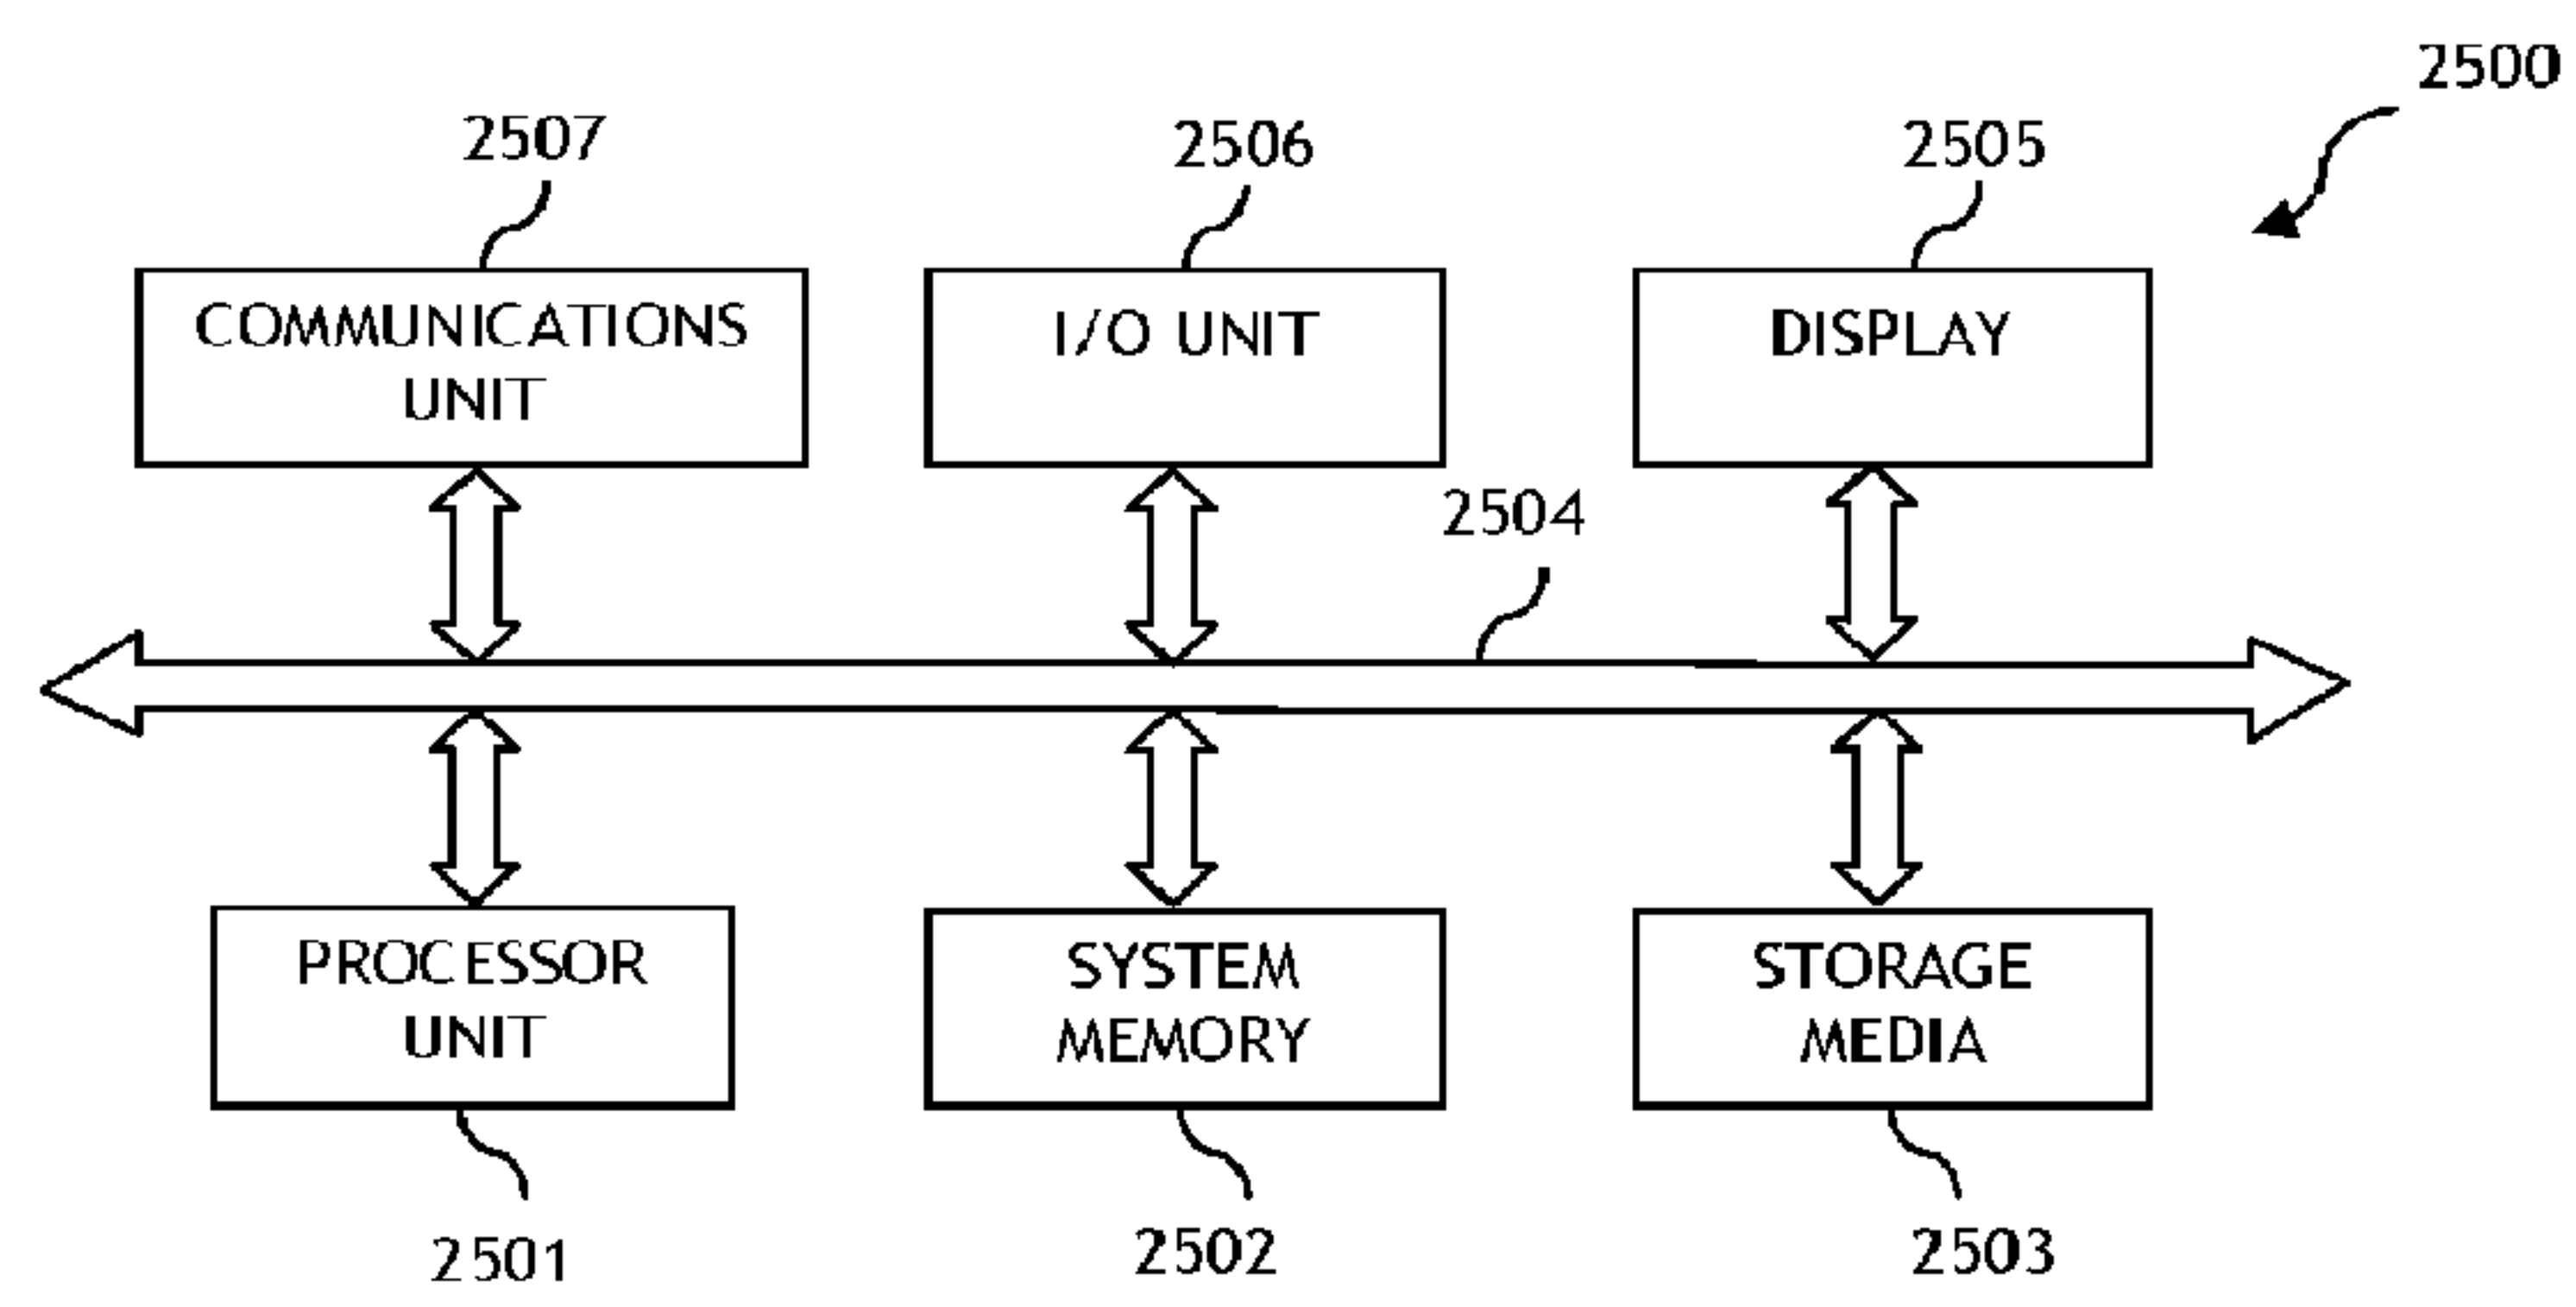 2500
2507
2506
2505
COMMUNICATIONS
UNIT
I/O UNIT
DISPLAY
2504
PROCESSOR
UNIT
SYSTEM
MEMORY
STORAGE
MEDIA
2501
2502
2503